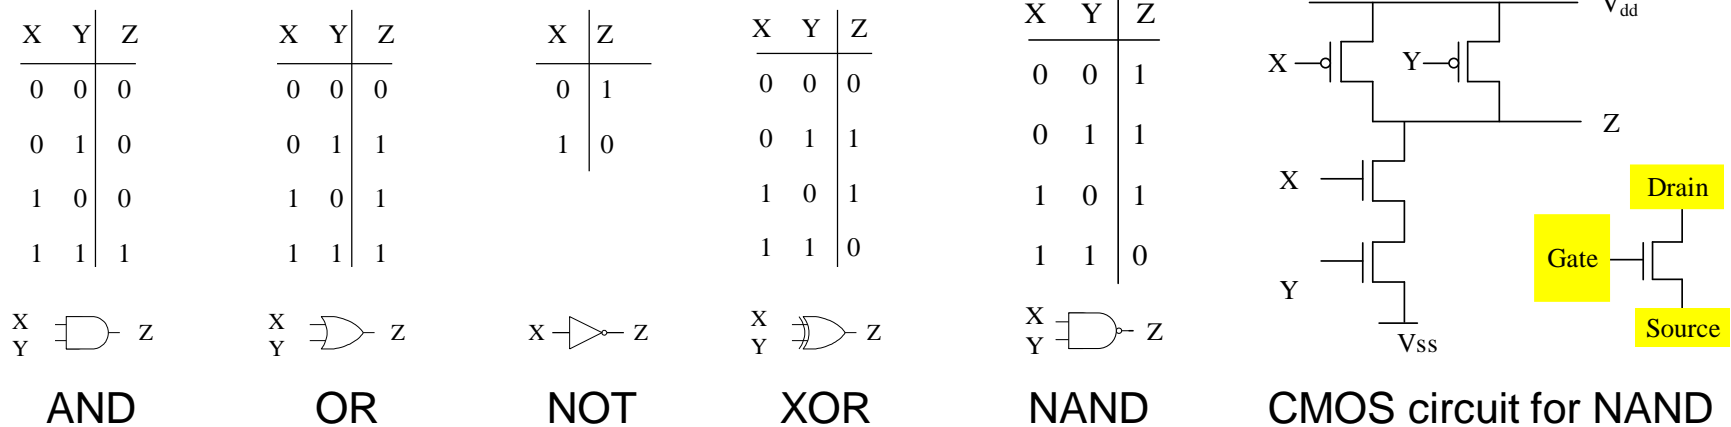 X Y Z
0 0 0
0 1 0
1 0 0
1 1 1
X
Y
Z
AND
X Y Z
0 0 0
0 1 1
1 0 1
1 1 1
X
Y
Z
OR
X Z
0 1
1 0
X Z
NOT
X Y Z
0 0 0
0 1 1
1 0 1
1 1 0
X
Y
Z
XOR
X Y Z
0 0 1
0 1 1
1 0 1
1 1 0
X
Y
Z
NAND
Vdd
X Y
Z
X
Y
Vss
Drain
Gate
Source
CMOS circuit for NAND